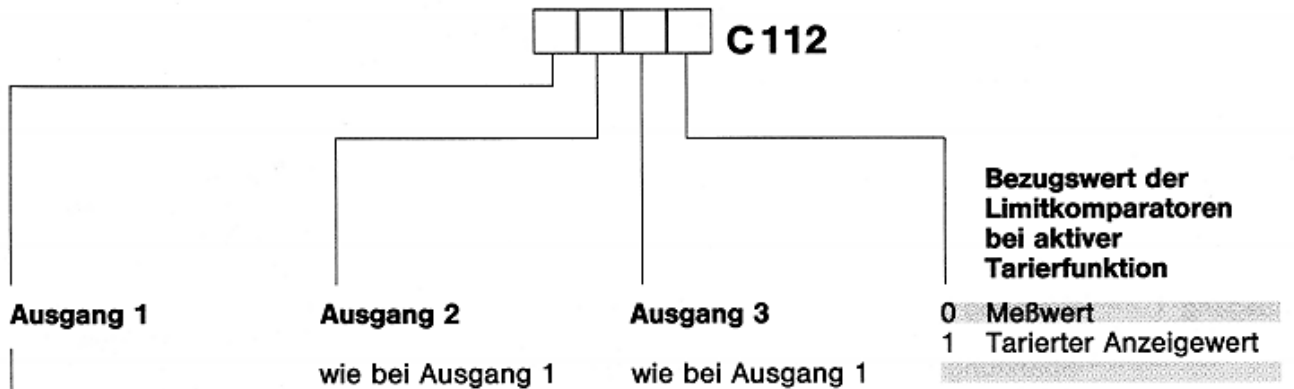 C 112
Bezugswert der
Limitkomparatoren
bei aktiver
Tarierfunktion
Ausgang 1
Ausgang 2
Ausgang 3
0 Meßwert
1 Tarierter Anzeigewert
wie bei Ausgang 1
wie bei Ausgang 1